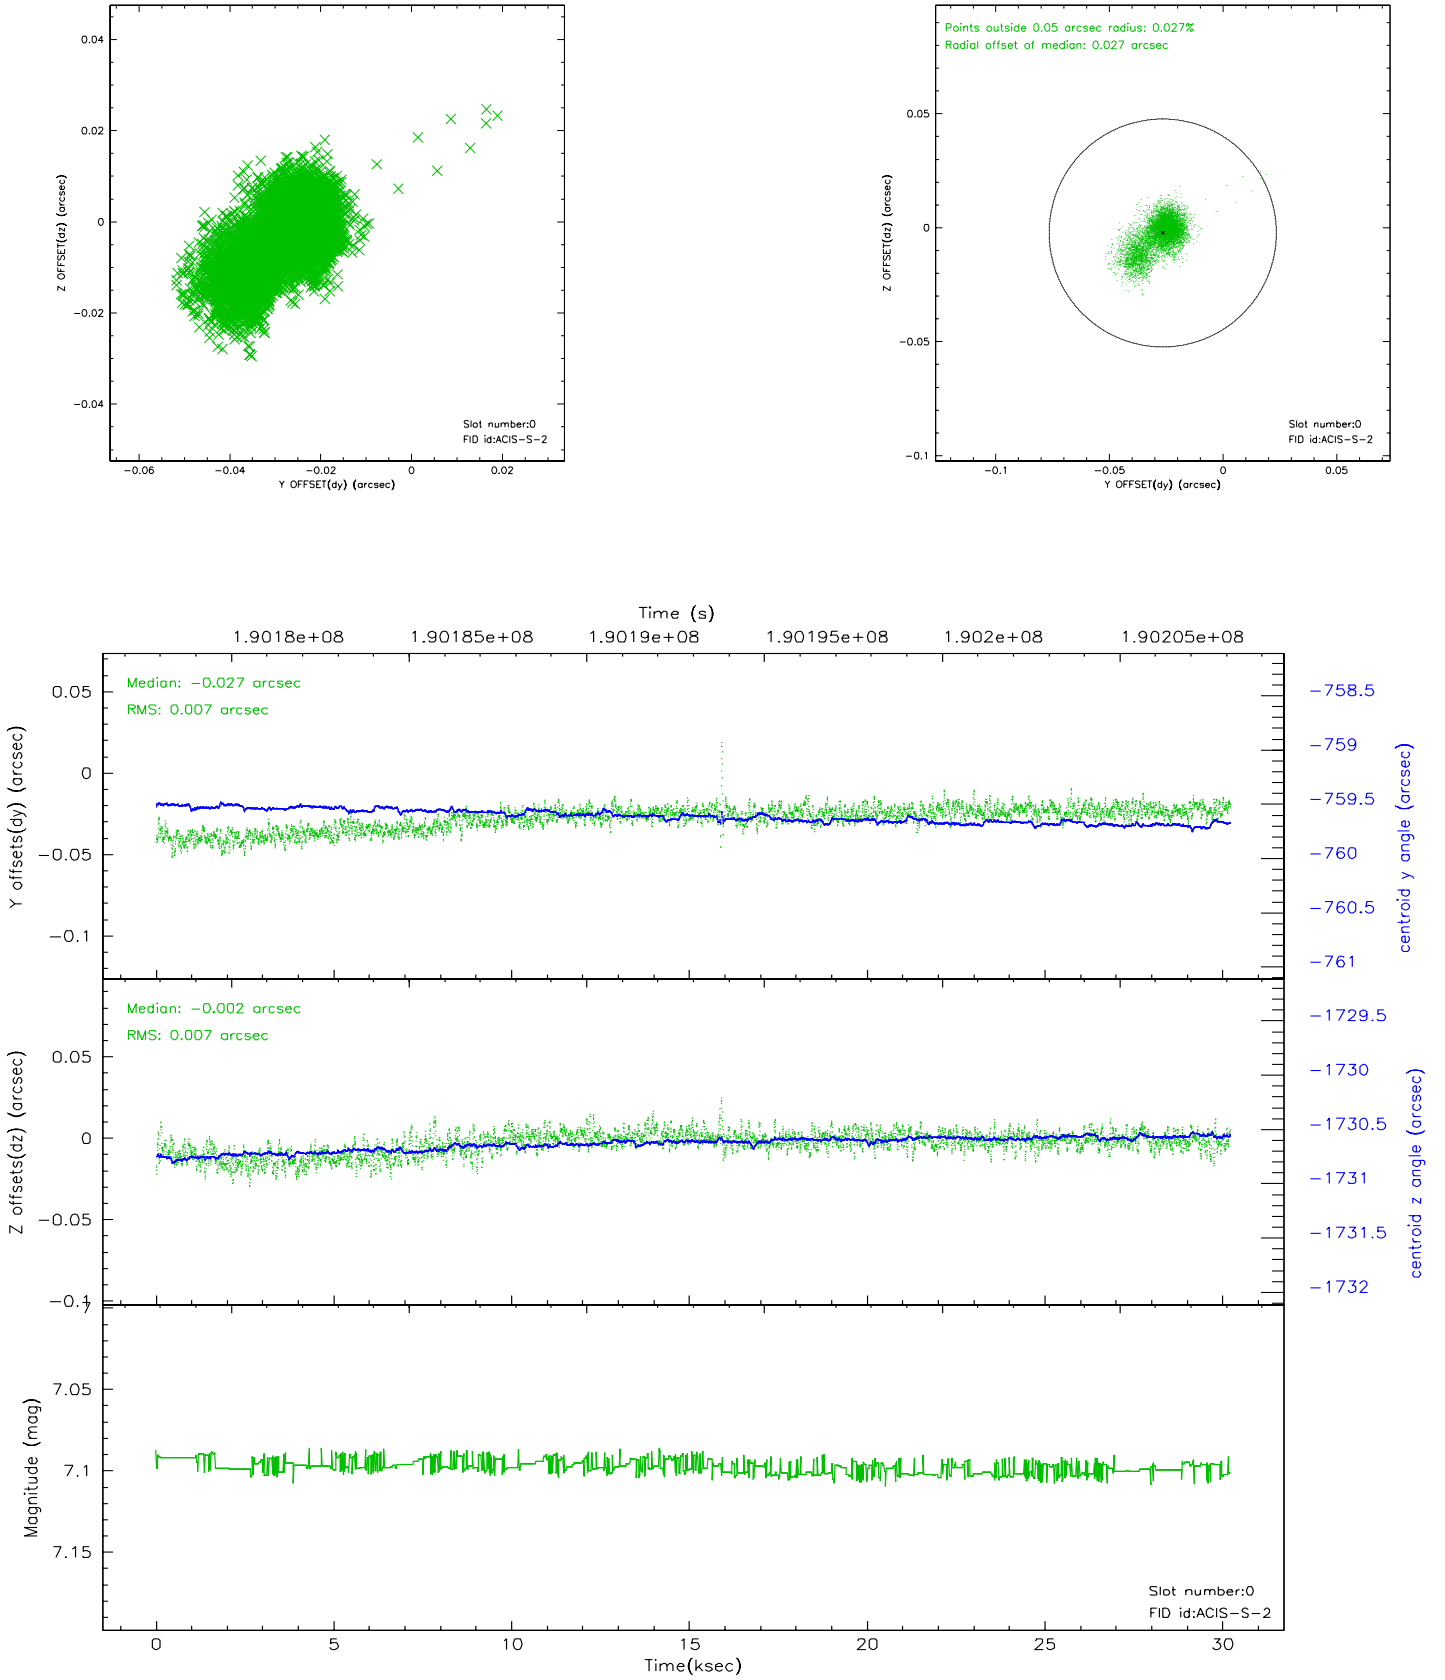 0.04
0.02
0
-0.02
-0.04
Z OFFSET(dz) (arcsec)
Slot number:0
FID id:ACIS-S-2
-0.06
-0.04
-0.02
0
0.02
Y OFFSET(dy) (arcsec)
Points outside 0.05 arcsec radius: 0.027%
Radial offset of median: 0.027 arcsec
0.05
0
-0.05
-0.1
Z OFFSET(dz) (arcsec)
Slot number:0
FID id:ACIS-S-2
-0.1
-0.05
0
0.05
Y OFFSET(dy) (arcsec)
Time (s)
1.9018e+08
1.90185e+08
1.9019e+08
1.90195e+08
1.902e+08
1.90205e+08
Median: -0.027 arcsec
RMS: 0.007 arcsec
0.05
0
-0.05
-0.1
Y offsets(dy) (arcsec)
-758.5
-759
-759.5
-760
-760.5
-761
centroid y angle (arcsec)
Median: -0.002 arcsec
RMS: 0.007 arcsec
0.05
0
-0.05
-0.1
Z offsets(dz) (arcsec)
-1729.5
-1730
-1730.5
-1731
-1731.5
-1732
centroid z angle (arcsec)
7
7.05
7.1
7.15
Magnitude (mag)
Slot number:0
FID id:ACIS-S-2
0
5
10
15
20
25
30
Time(ksec)